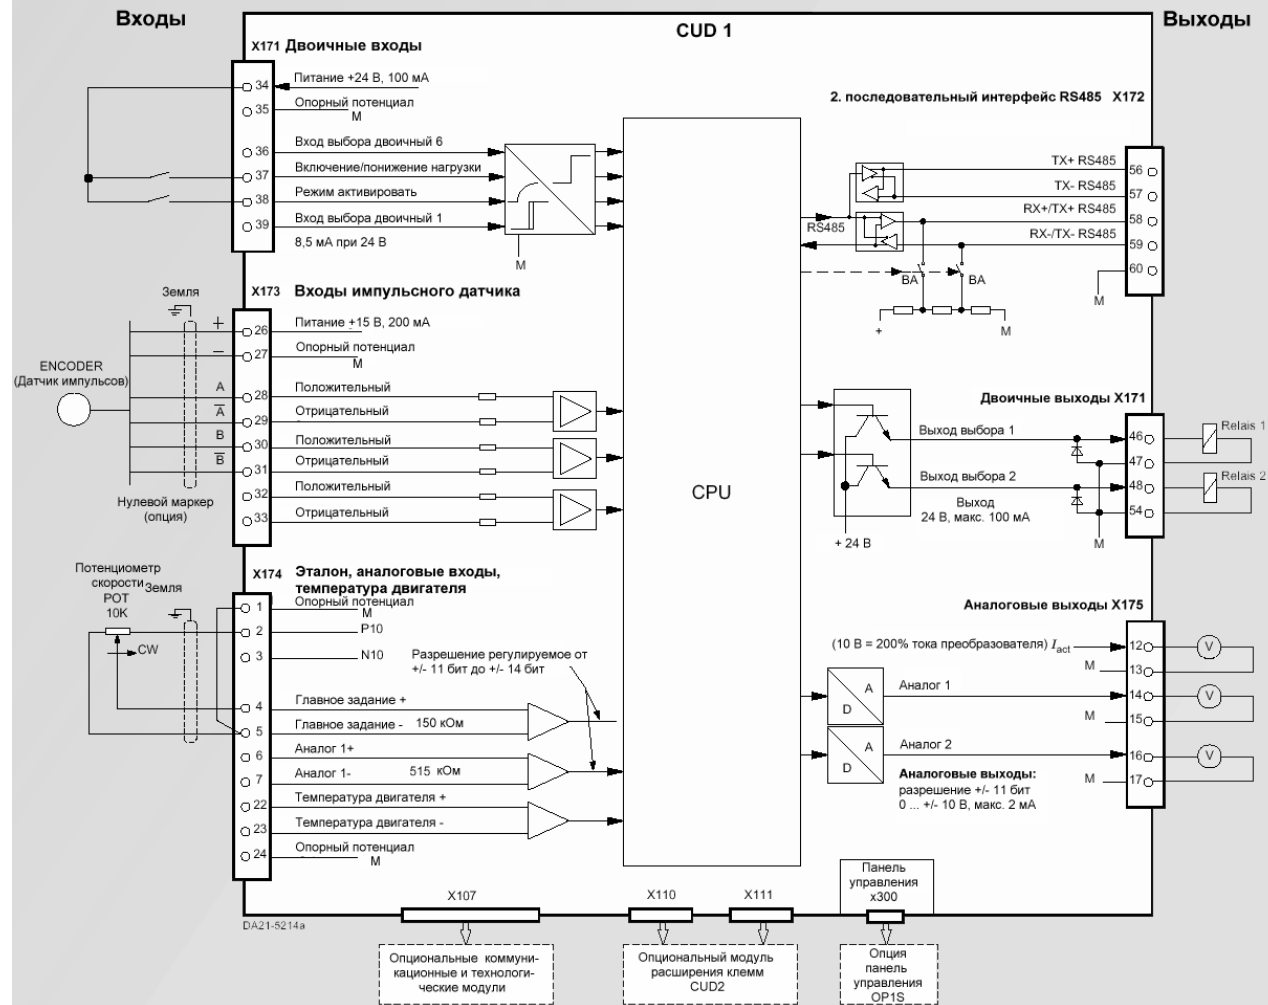 Входы
CUD 1
Выходы
X171 Двоичные входы
34
Питание +24 В, 100 мА
35
Опорный потенциал
M
36
Вход выбора двоичный 6
37
Включение/понижение нагрузки
38
Режим активировать
39
Вход выбора двоичный 1
8,5 мА при 24 В
M
X173 Входы импульсного датчика
Земля
26
+
Питание +15 В, 200 мА
27
−
Опорный потенциал
M
ENCODER
(Датчик импульсов)
A
28
Положительный
A̅
29
Отрицательный
B
30
Положительный
B̅
31
Отрицательный
32
Положительный
Нулевой маркер
(опция)
33
Отрицательный
X174 Эталон, аналоговые входы,
температура двигателя
Потенциометр
скорости
POT
10K
Земля
CW
1
Опорный потенциал
M
2
P10
3
N10
Разрешение регулируемое от
+/- 11 бит до +/- 14 бит
4
Главное задание +
5
Главное задание - 150 кОм
6
Аналог 1+
7
Аналог 1- 515 кОм
22
Температура двигателя +
23
Температура двигателя -
24
Опорный потенциал
M
CPU
2. последовательный интерфейс RS485 X172
TX+ RS485
56
TX- RS485
57
RX+/TX+ RS485
58
RX-/TX- RS485
59
60
M
RS485
BA
BA
+
M
Двоичные выходы X171
Выход выбора 1
46
47
Relais 1
Выход выбора 2
48
54
Relais 2
Выход
24 В, макс. 100 мА
+ 24 В
M
Аналоговые выходы X175
(10 В = 200% тока преобразователя) Iact
12
V
M
13
A
D
Аналог 1
14
V
M
15
A
D
Аналог 2
16
V
M
17
Аналоговые выходы:
разрешение +/- 11 бит
0 ... +/- 10 В, макс. 2 мА
DA21-5214a
X107
X110
X111
Панель
управления
x300
Опциональные коммуни-
кационные и технологи-
ческие модули
Опциональный модуль
расширения клемм
CUD2
Опция
панель
управления
OP1S